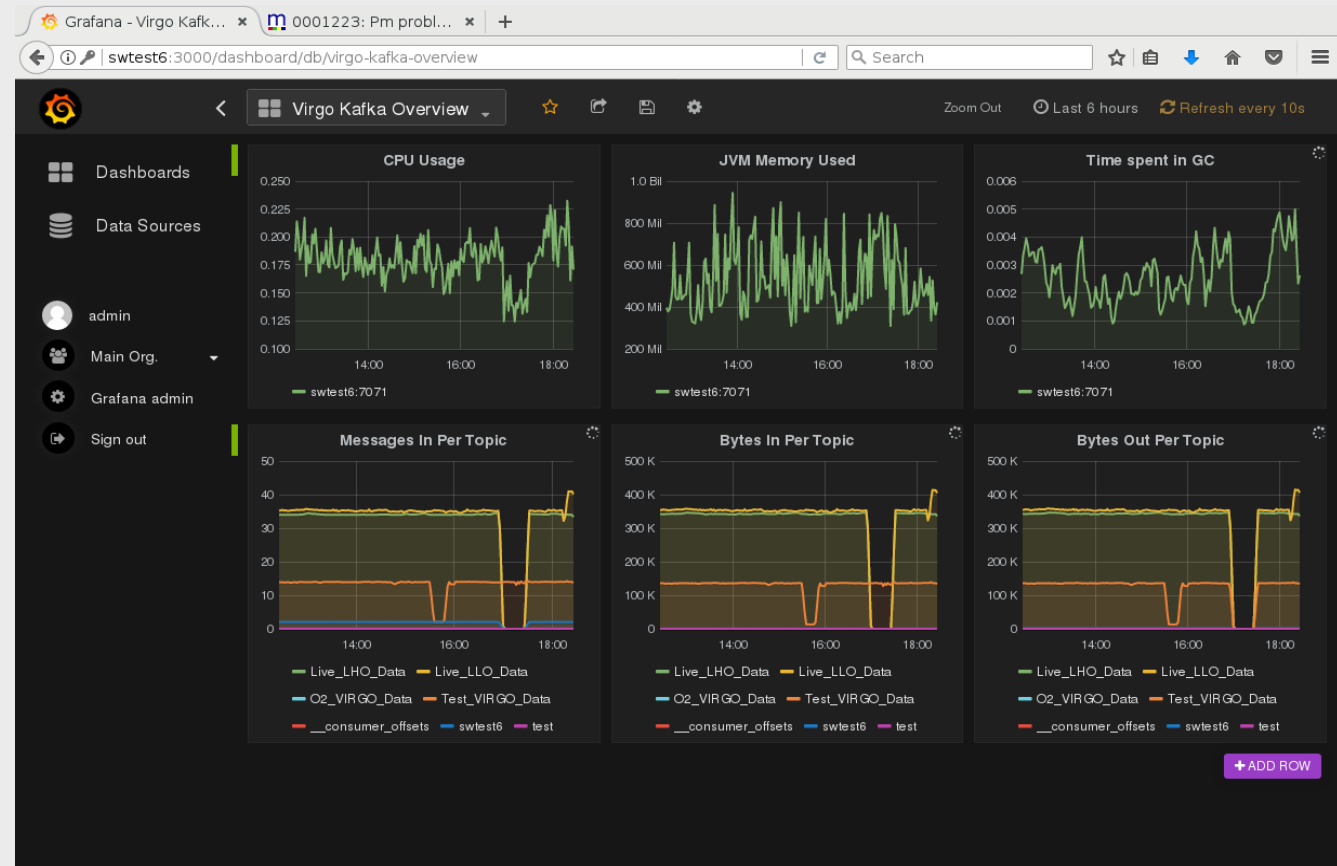 Grafana - Virgo Kafk... × 0001223: Pm probl... × +
swtest6:3000/dashboard/db/virgo-kafka-overview Search
Virgo Kafka Overview Zoom Out Last 6 hours Refresh every 10s
Dashboards
Data Sources
admin
Main Org.
Grafana admin
Sign out
CPU Usage
0.250
0.225
0.200
0.175
0.150
0.125
0.100
14:00 16:00 18:00
swtest6:7071
JVM Memory Used
1.0 Bil
800 Mil
600 Mil
400 Mil
200 Mil
14:00 16:00 18:00
swtest6:7071
Time spent in GC
0.006
0.005
0.004
0.003
0.002
0.001
0
14:00 16:00 18:00
swtest6:7071
Messages In Per Topic
50
40
30
20
10
0
14:00 16:00 18:00
Live_LHO_Data Live_LLO_Data
O2_VIRGO_Data Test_VIRGO_Data
__consumer_offsets swtest6 test
Bytes In Per Topic
500 K
400 K
300 K
200 K
100 K
0
14:00 16:00 18:00
Live_LHO_Data Live_LLO_Data
O2_VIRGO_Data Test_VIRGO_Data
__consumer_offsets swtest6 test
Bytes Out Per Topic
500 K
400 K
300 K
200 K
100 K
0
14:00 16:00 18:00
Live_LHO_Data Live_LLO_Data
O2_VIRGO_Data Test_VIRGO_Data
__consumer_offsets swtest6 test
+ ADD ROW